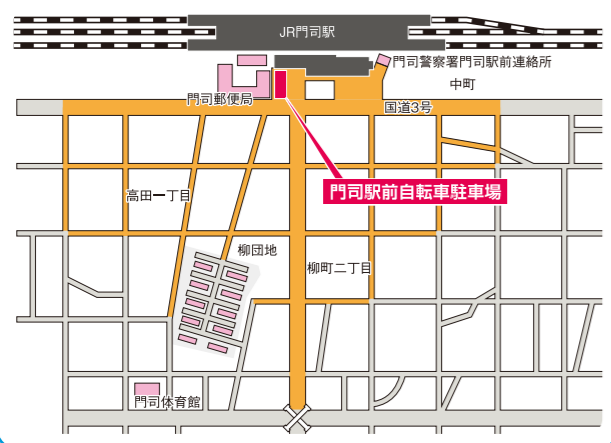 JR門司駅
門司警察署門司駅前連絡所
中町
門司郵便局
国道3号
門司駅前自転車駐車場
高田一丁目
柳団地
柳町二丁目
門司体育館